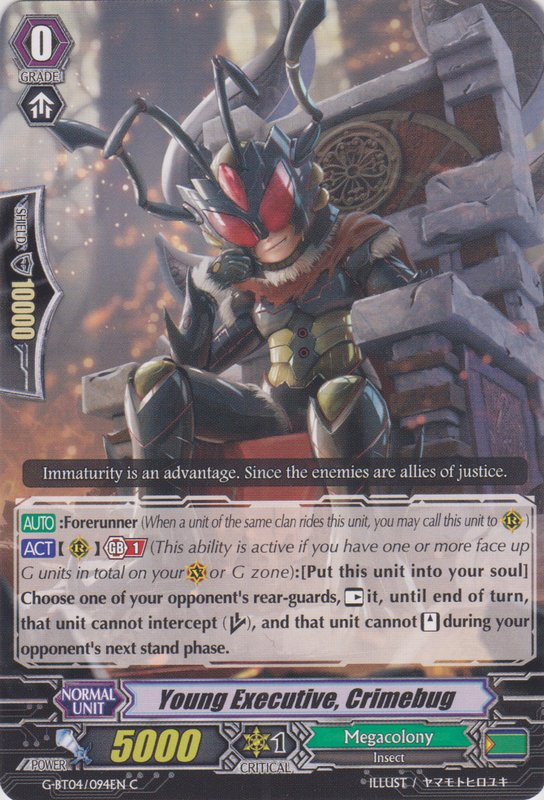 0
GRADE
SHIELD
10000
Immaturity is an advantage. Since the enemies are allies of justice.
AUTO :Forerunner (When a unit of the same clan rides this unit, you may call this unit to R )
ACT【 R 】GB 1 (This ability is active if you have one or more face up
G units in total on your V or G zone):[Put this unit into your soul]
Choose one of your opponent's rear-guards, it, until end of turn,
that unit cannot intercept ( ), and that unit cannot during your
opponent's next stand phase.
NORMAL
UNIT
Young Executive, Crimebug
POWER
5000
1
CRITICAL
Megacolony
Insect
G-BT04/094EN C
ILLUST / ヤマモトヒロユキ